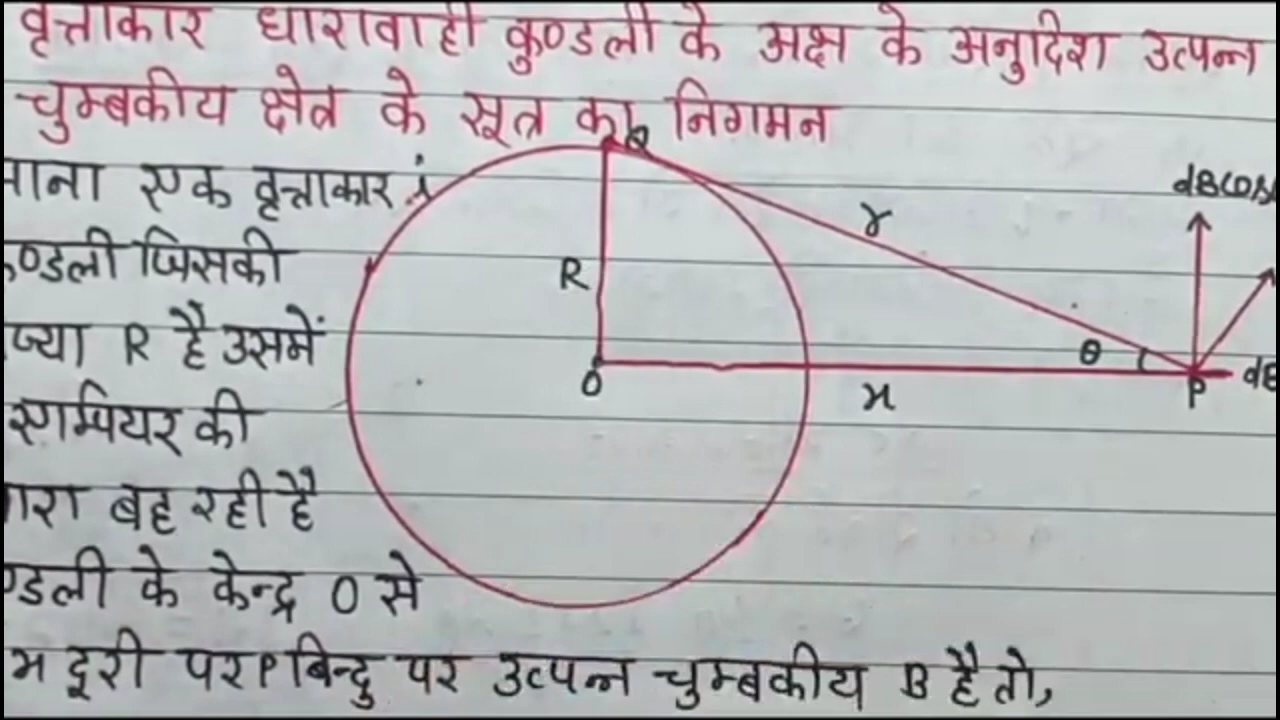 वृत्ताकार धारावाही कुण्डली के अक्ष के अनुदिश उत्पन्न
चुम्बकीय क्षेत्र के सूत्र का निगमन
माना एक वृत्ताकार i
कुण्डली जिसकी
त्रिज्या R है उसमें
एम्पियर की
धारा बह रही है
कुण्डली के केन्द्र O से
x दूरी पर P बिन्दु पर उत्पन्न चुम्बकीय B है तो,
Q
R
O
r
x
θ
P
dB